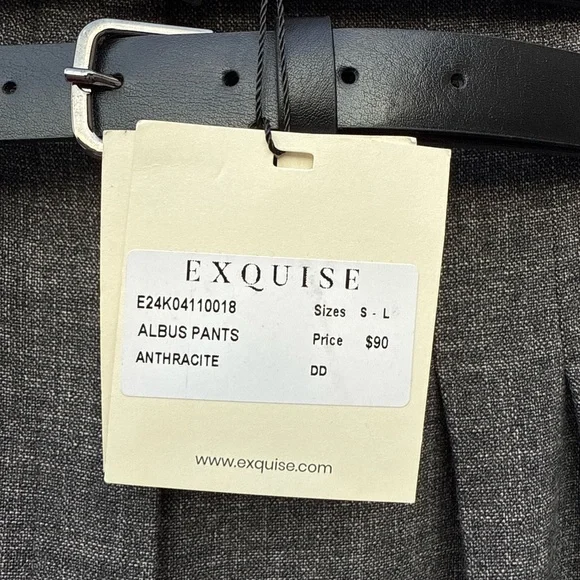 EXQUISE
E24K04110018 Sizes S - L
ALBUS PANTS Price $90
ANTHRACITE DD
www.exquise.com